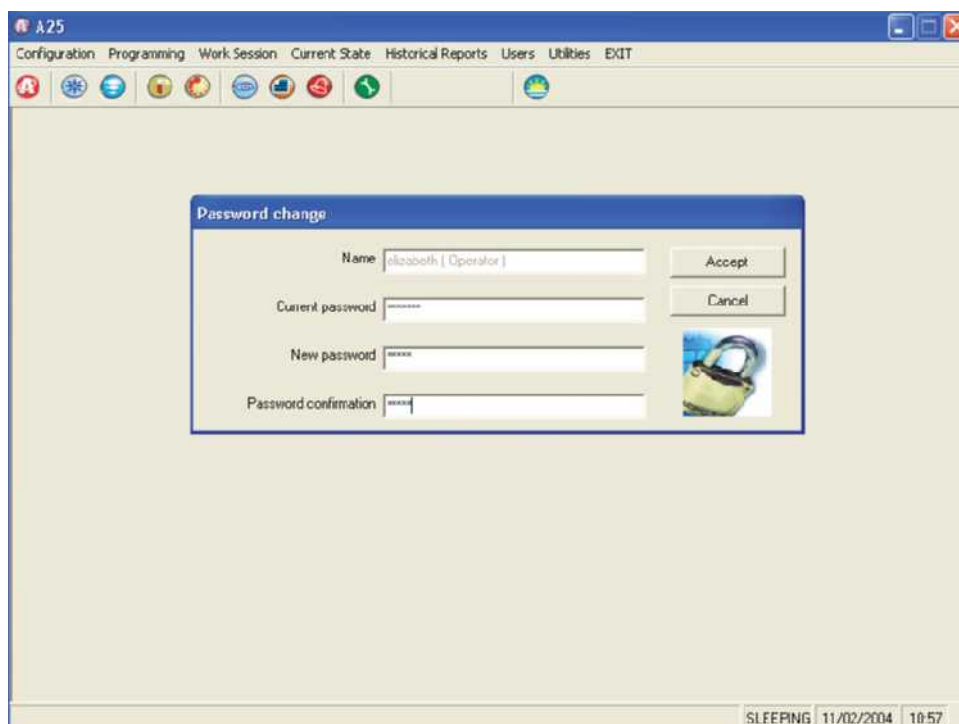 A25
Configuration Programming Work Session Current State Historical Reports Users Utilities EXIT
Password change
Name elizabeth ( Operator )
Accept
Current password *******
Cancel
New password *****
Password confirmation *****
SLEEPING 11/02/2004 10:57